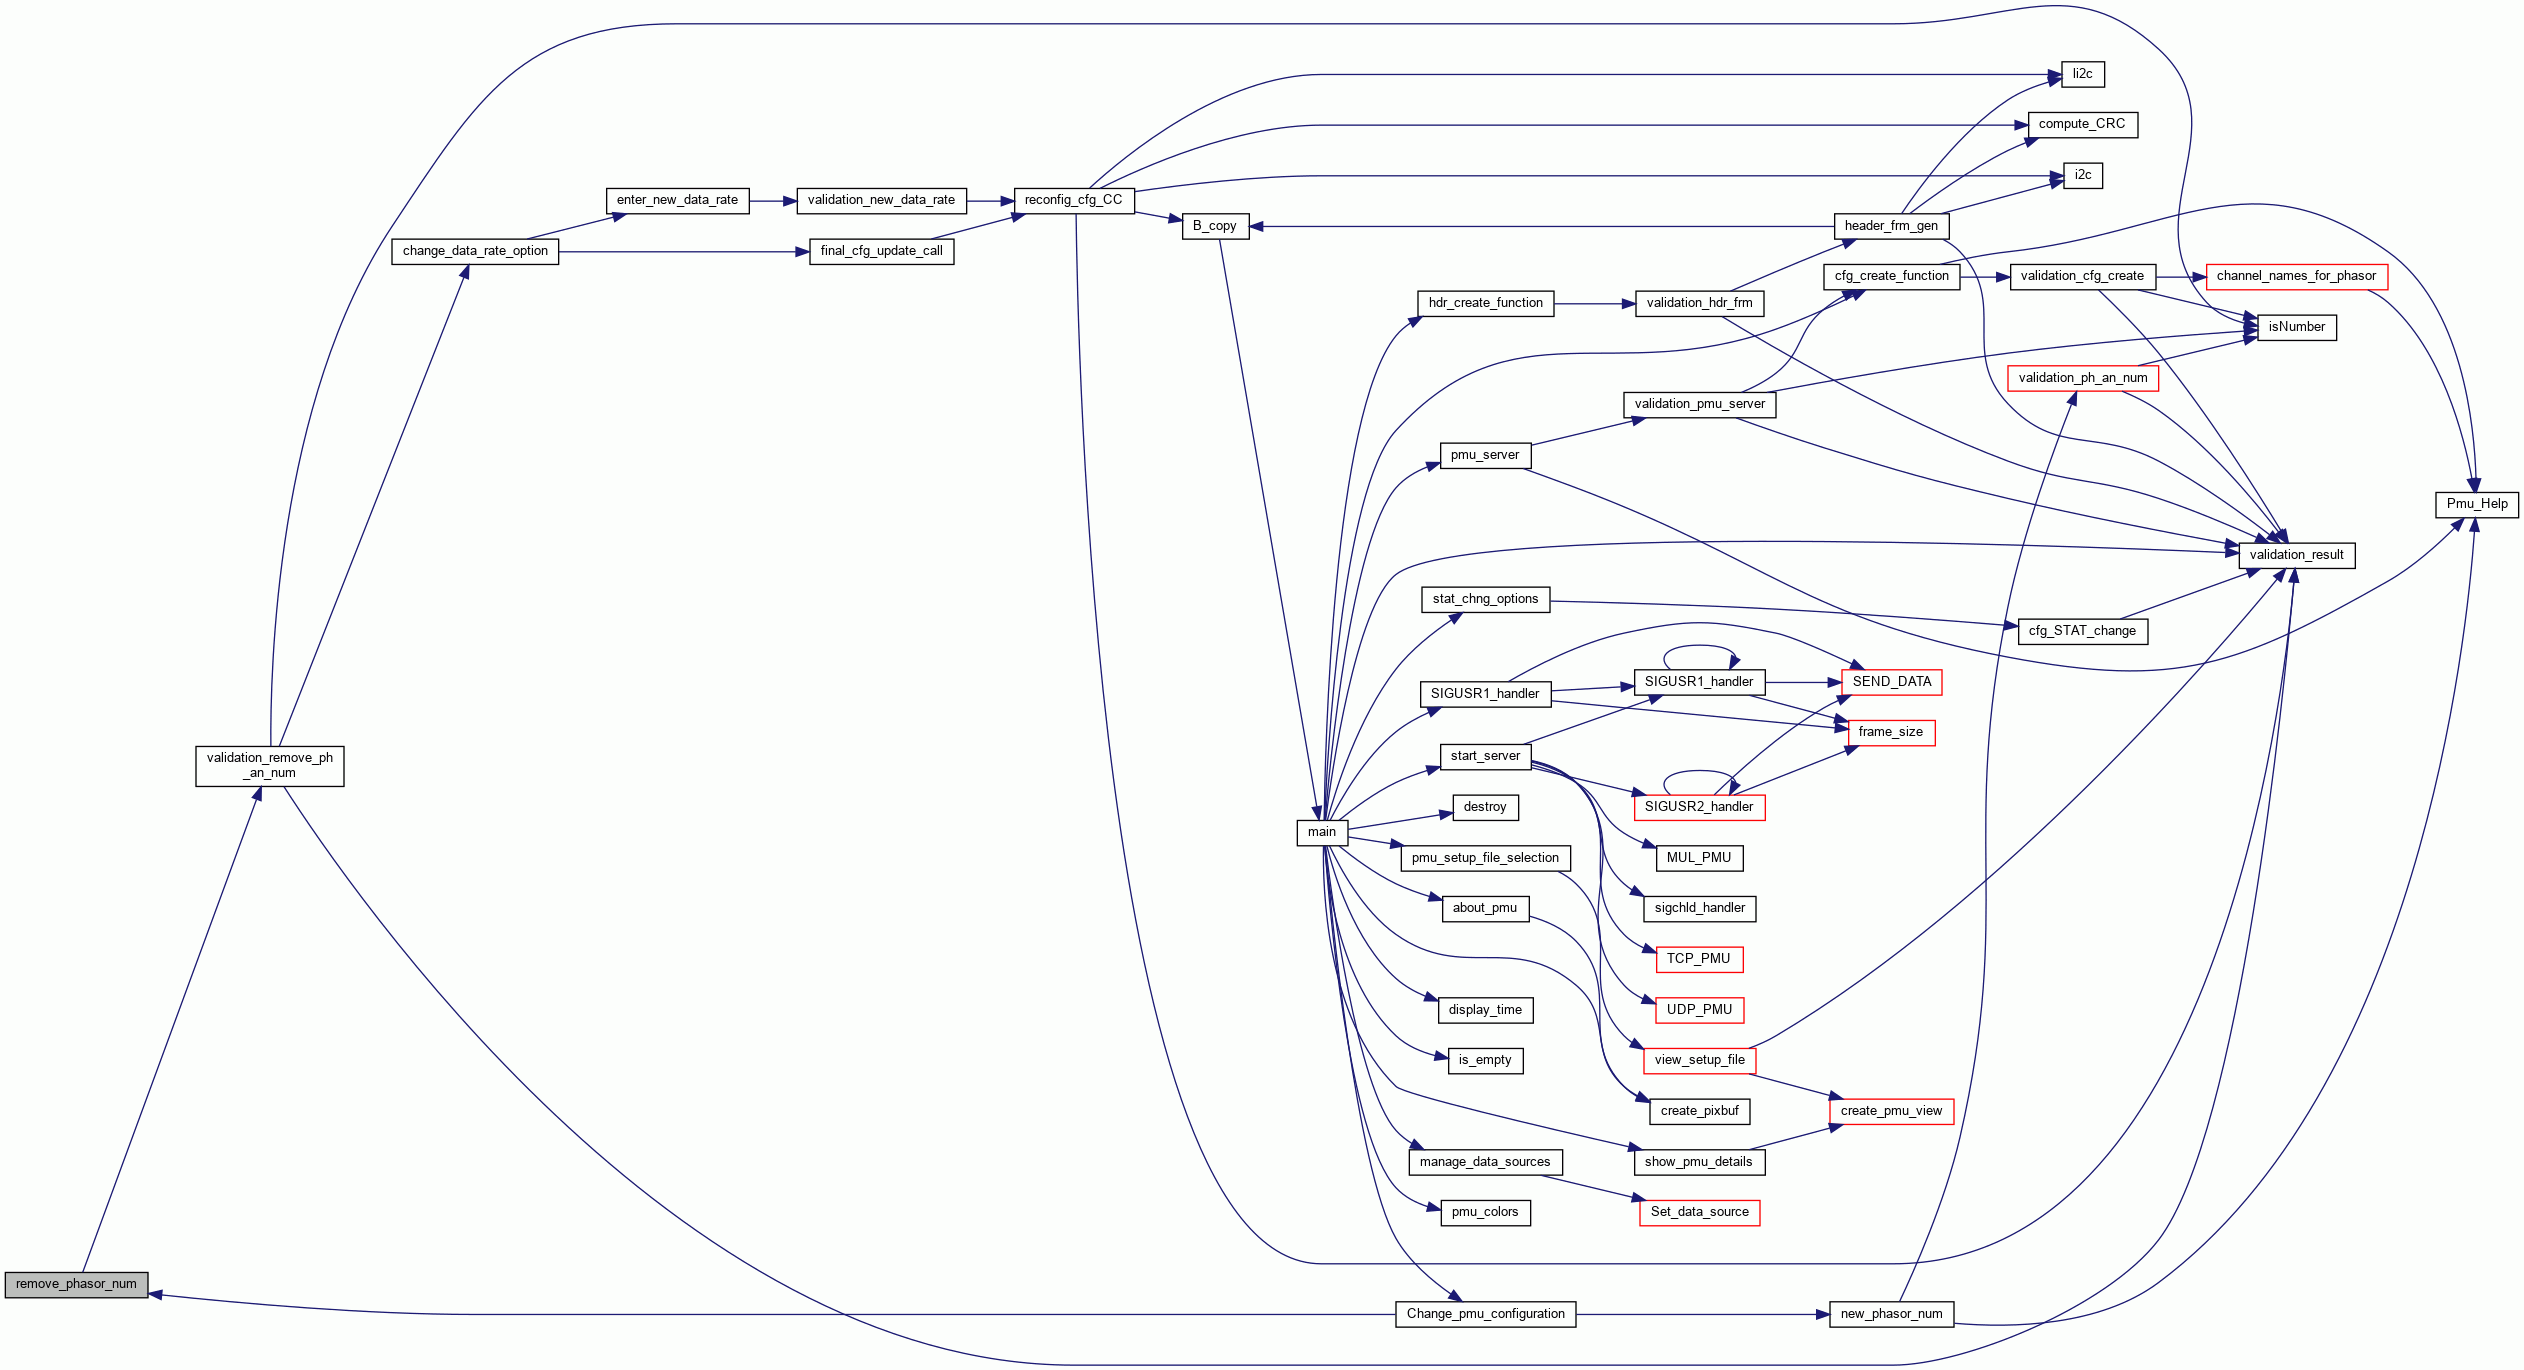 li2c
compute_CRC
i2c
enter_new_data_rate
validation_new_data_rate
reconfig_cfg_CC
B_copy
header_frm_gen
change_data_rate_option
final_cfg_update_call
cfg_create_function
validation_cfg_create
channel_names_for_phasor
hdr_create_function
validation_hdr_frm
isNumber
validation_ph_an_num
validation_pmu_server
pmu_server
Pmu_Help
validation_result
stat_chng_options
cfg_STAT_change
SIGUSR1_handler
SIGUSR1_handler
SEND_DATA
frame_size
validation_remove_ph
_an_num
start_server
destroy
SIGUSR2_handler
main
pmu_setup_file_selection
MUL_PMU
about_pmu
sigchld_handler
TCP_PMU
display_time
UDP_PMU
is_empty
view_setup_file
create_pixbuf
create_pmu_view
manage_data_sources
show_pmu_details
pmu_colors
Set_data_source
remove_phasor_num
Change_pmu_configuration
new_phasor_num